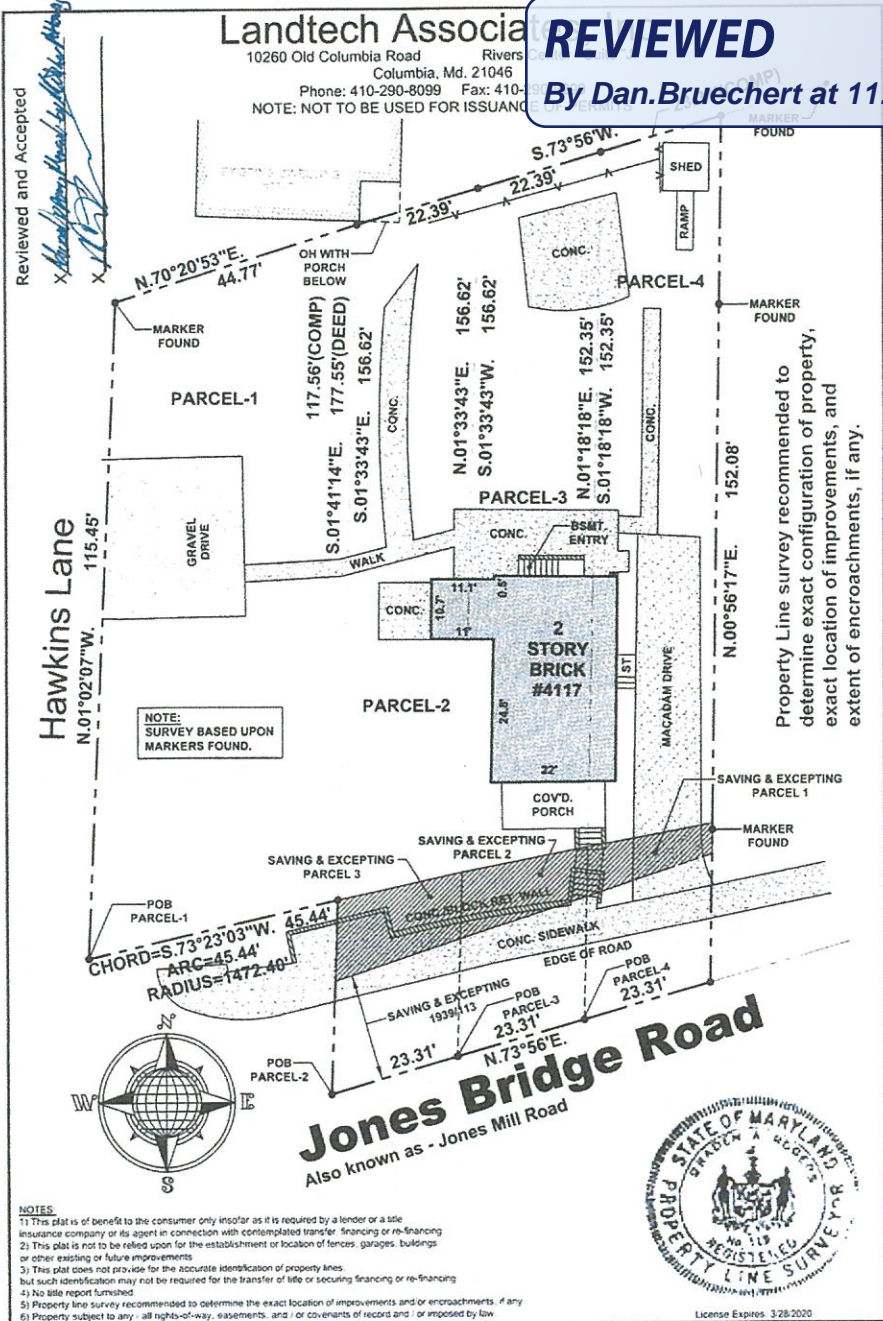 Landtech Associates Inc.
10260 Old Columbia Road Rivers
Columbia, Md. 21046
Phone: 410-290-8099 Fax: 410-290
NOTE: NOT TO BE USED FOR ISSUANCE OF PERMITS
REVIEWED
By Dan.Bruechert at 11
(COMP)
MARKER
FOUND
Reviewed and Accepted
X
X
S.73°56'W.
22.39'
22.39'
SHED
RAMP
EXISTING DWELLING
N.70°20'53"E.
44.77'
OH WITH
PORCH
BELOW
CONC.
PARCEL-4
MARKER
FOUND
MARKER
FOUND
PARCEL-1
117.56'(COMP)
S.01°41'14"E. 177.55'(DEED)
S.01°33'43"E. 156.62'
CONC.
N.01°33'43"E. 156.62'
S.01°33'43"W. 156.62'
N.01°18'18"E. 152.35'
S.01°18'18"W. 152.35'
CONC.
N.00°56'17"E. 152.08'
Property Line survey recommended to
determine exact configuration of property,
exact location of improvements, and
extent of encroachments, if any.
Hawkins Lane
N.01°02'07"W. 115.45'
GRAVEL
DRIVE
WALK
PARCEL-3
CONC.
BSMT.
ENTRY
CONC.
11.1'
0.5'
10.7'
11'
2
STORY
BRICK
#4117
24.8'
22'
ST
MACADAM DRIVE
PARCEL-2
NOTE:
SURVEY BASED UPON
MARKERS FOUND.
COV'D.
PORCH
SAVING & EXCEPTING
PARCEL 1
SAVING & EXCEPTING
PARCEL 2
SAVING & EXCEPTING
PARCEL 3
MARKER
FOUND
POB
PARCEL-1
CHORD=S.73°23'03"W. 45.44'
ARC=45.44'
RADIUS=1472.40'
CONC. BLOCK RET. WALL
CONC. SIDEWALK
EDGE OF ROAD
SAVING & EXCEPTING
1939/113
POB
PARCEL-3
POB
PARCEL-4
23.31'
23.31'
23.31'
N.73°56'E.
POB
PARCEL-2
Jones Bridge Road
Also known as - Jones Mill Road
N
W
E
S
STATE OF MARYLAND
REGISTERED
PROPERTY LINE SURVEYOR
License Expires: 3/28/2020
NOTES
1) This plat is of benefit to the consumer only insofar as it is required by a lender or a title
insurance company or its agent in connection with contemplated transfer, financing or re-financing
2) This plat is not to be relied upon for the establishment or location of fences, garages, buildings
or other existing or future improvements
3) This plat does not provide for the accurate identification of property lines,
but such identification may not be required for the transfer of title or securing financing or re-financing
4) No title report furnished.
5) Property line survey recommended to determine the exact location of improvements and/or encroachments, if any
6) Property subject to any / all rights-of-way, easements, and / or covenants of record and / or imposed by law